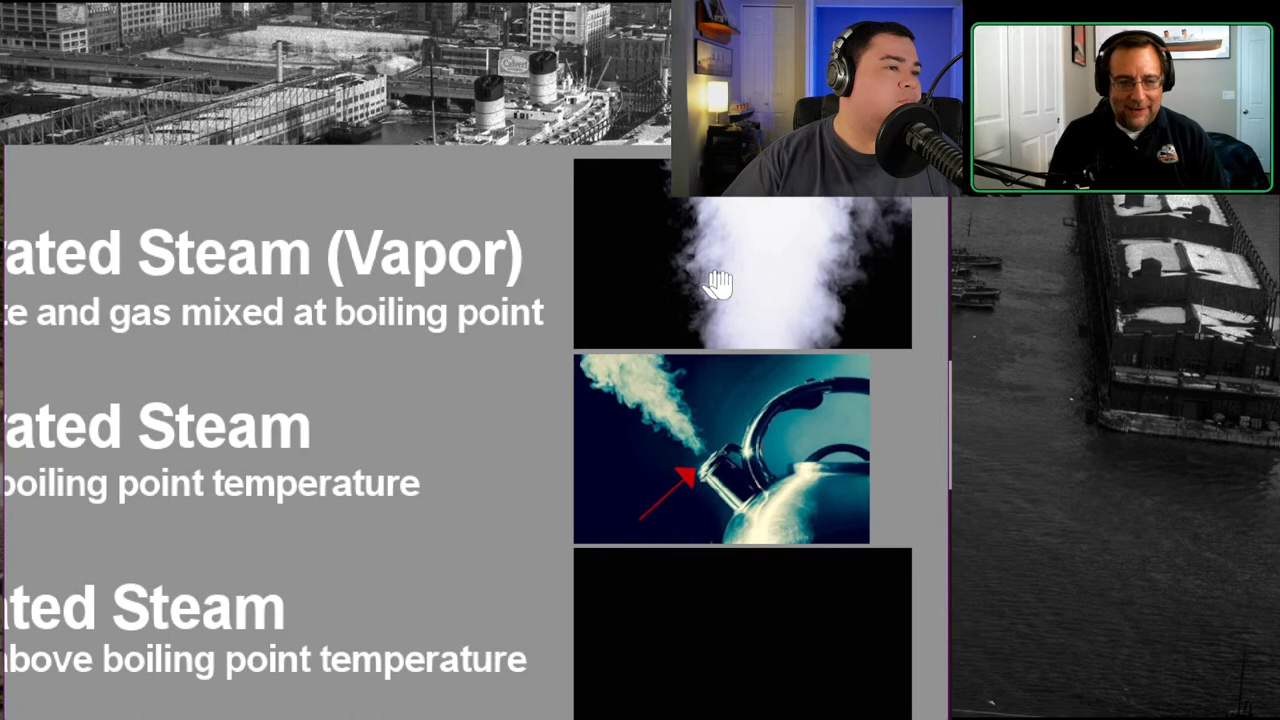 Calvert
ated Steam (Vapor)
e and gas mixed at boiling point
ated Steam
boiling point temperature
ted Steam
above boiling point temperature